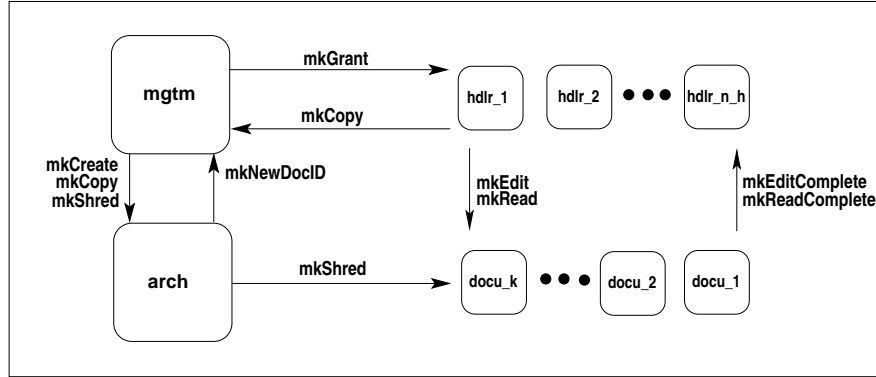 mkGrant
mgtm
hdlr_1
hdlr_2
hdlr_n_h
mkCopy
mkCreate
mkCopy
mkShred
mkNewDocID
mkEdit
mkRead
mkEditComplete
mkReadComplete
arch
mkShred
docu_k
docu_2
docu_1